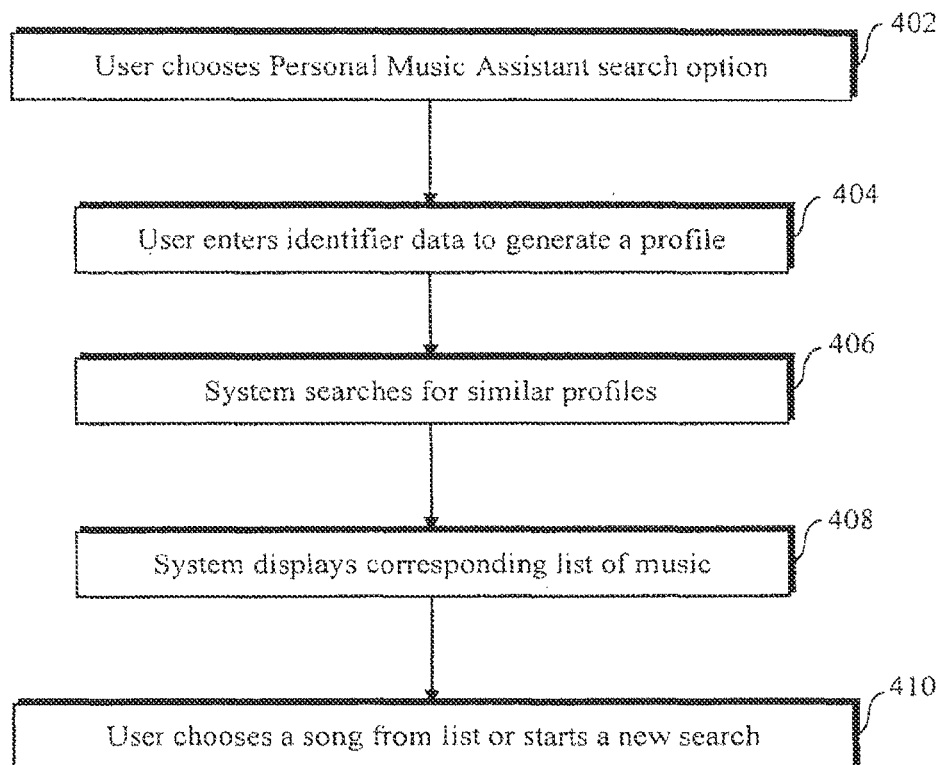 402
User chooses Personal Music Assistant search option
404
User enters identifier data to generate a profile
406
System searches for similar profiles
408
System displays corresponding list of music
410
User chooses a song from list or starts a new search